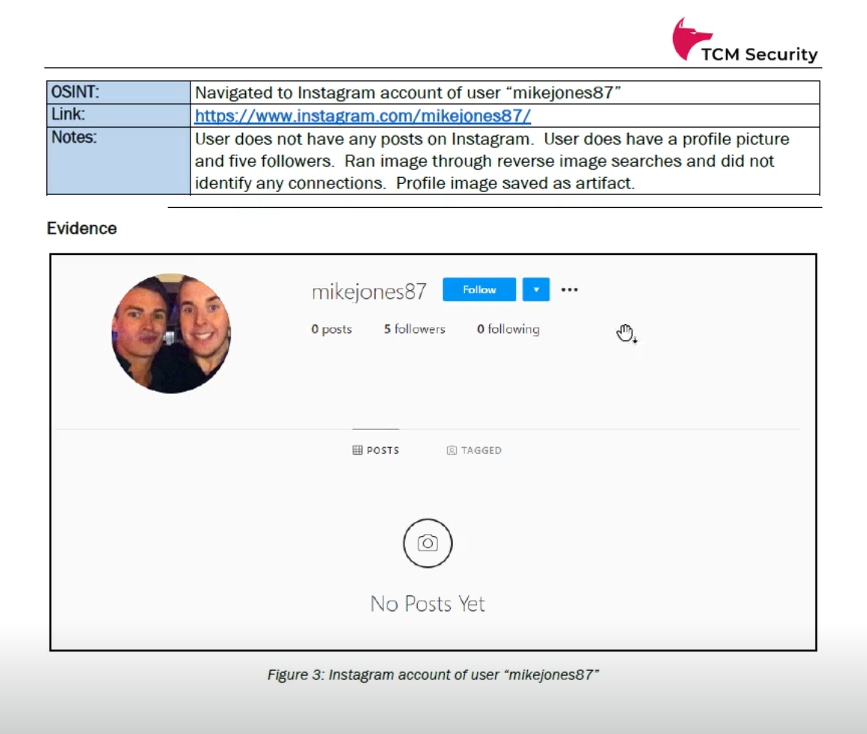 TCM Security
OSINT: Navigated to Instagram account of user “mikejones87”
Link: https://www.instagram.com/mikejones87/
Notes: User does not have any posts on Instagram. User does have a profile picture
and five followers. Ran image through reverse image searches and did not
identify any connections. Profile image saved as artifact.
Evidence
mikejones87 Follow
0 posts 5 followers 0 following
POSTS TAGGED
No Posts Yet
Figure 3: Instagram account of user “mikejones87”